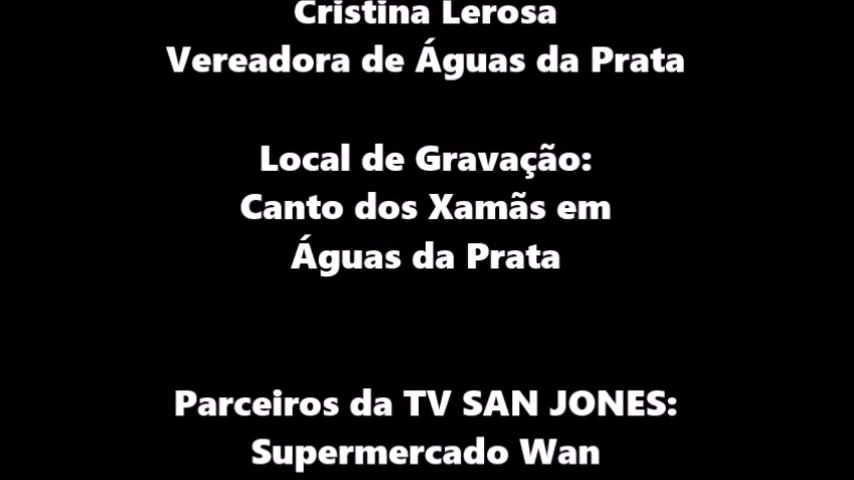 Cristina Lerosa
Vereadora de Águas da Prata
Local de Gravação:
Canto dos Xamãs em
Águas da Prata
Parceiros da TV SAN JONES:
Supermercado Wan